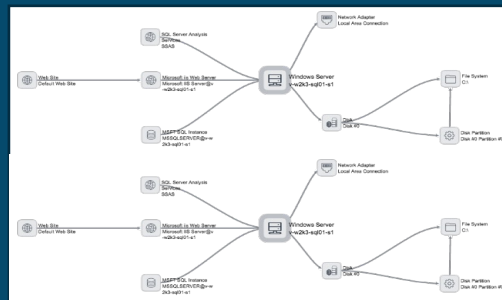 Network Adapter
Local Area Connection
SQL Server Analysis
Services
SSAS
Web Site
Default Web Site
Microsoft iis Web Server
Microsoft IIS Server@v
-w2k3-sql01-s1
Windows Server
v-w2k3-sql01-s1
File System
C:\
MSFT SQL Instance
MSSQLSERVER@v-w
2k3-sql01-s1
Disk
Disk #0
Disk Partition
Disk #0 Partition #0
Network Adapter
Local Area Connection
SQL Server Analysis
Services
SSAS
Web Site
Default Web Site
Microsoft iis Web Server
Microsoft IIS Server@v
-w2k3-sql01-s1
Windows Server
v-w2k3-sql01-s1
File System
C:\
MSFT SQL Instance
MSSQLSERVER@v-w
2k3-sql01-s1
Disk
Disk #0
Disk Partition
Disk #0 Partition #0